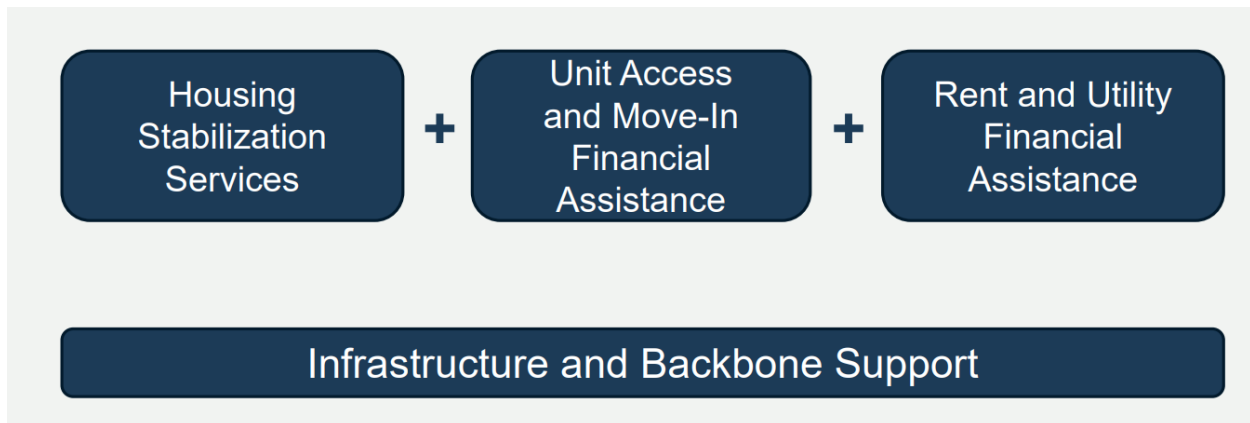 Housing
Stabilization
Services
+
Unit Access
and Move-In
Financial
Assistance
+
Rent and Utility
Financial
Assistance
Infrastructure and Backbone Support